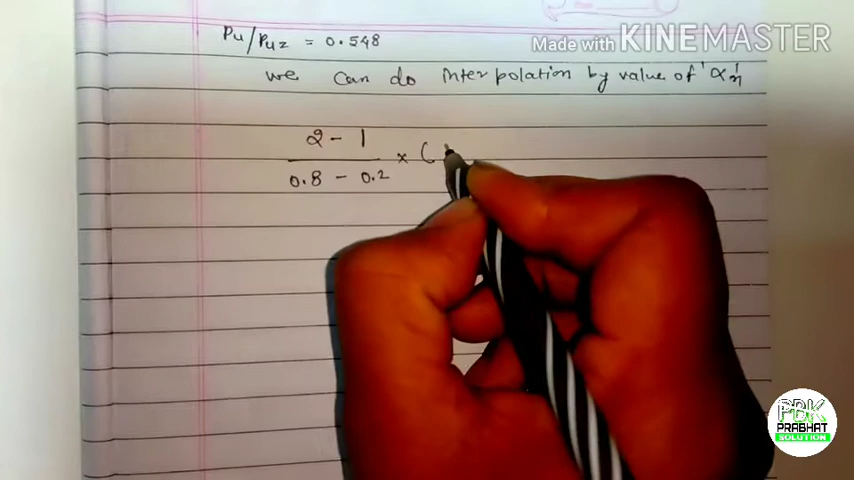 Pu/Puz = 0.548
Made with KINEMASTER
we can do interpolation by value of 'αn'
2 - 1
0.8 - 0.2
× (
PBK
PRABHAT
SOLUTION